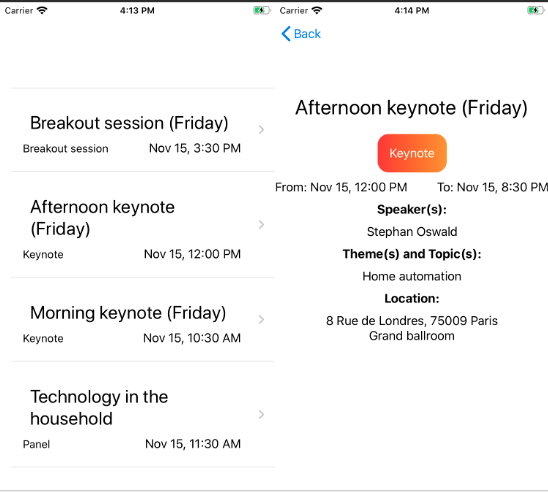 Carrier 4:13 PM
Breakout session (Friday)
Breakout session Nov 15, 3:30 PM
Afternoon keynote
(Friday)
Keynote Nov 15, 12:00 PM
Morning keynote (Friday)
Keynote Nov 15, 10:30 AM
Technology in the
household
Panel Nov 15, 11:30 AM
Carrier 4:14 PM
Back
Afternoon keynote (Friday)
Keynote
From: Nov 15, 12:00 PM To: Nov 15, 8:30 PM
Speaker(s):
Stephan Oswald
Theme(s) and Topic(s):
Home automation
Location:
8 Rue de Londres, 75009 Paris
Grand ballroom